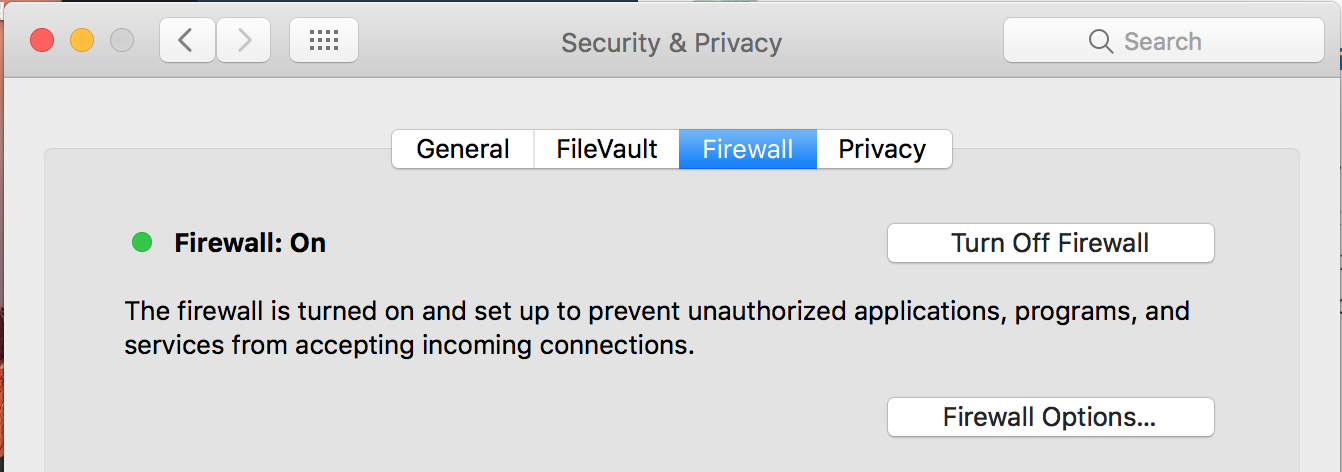 Security & Privacy
Search
General
FileVault
Firewall
Privacy
Firewall: On
Turn Off Firewall
The firewall is turned on and set up to prevent unauthorized applications, programs, and
services from accepting incoming connections.
Firewall Options...